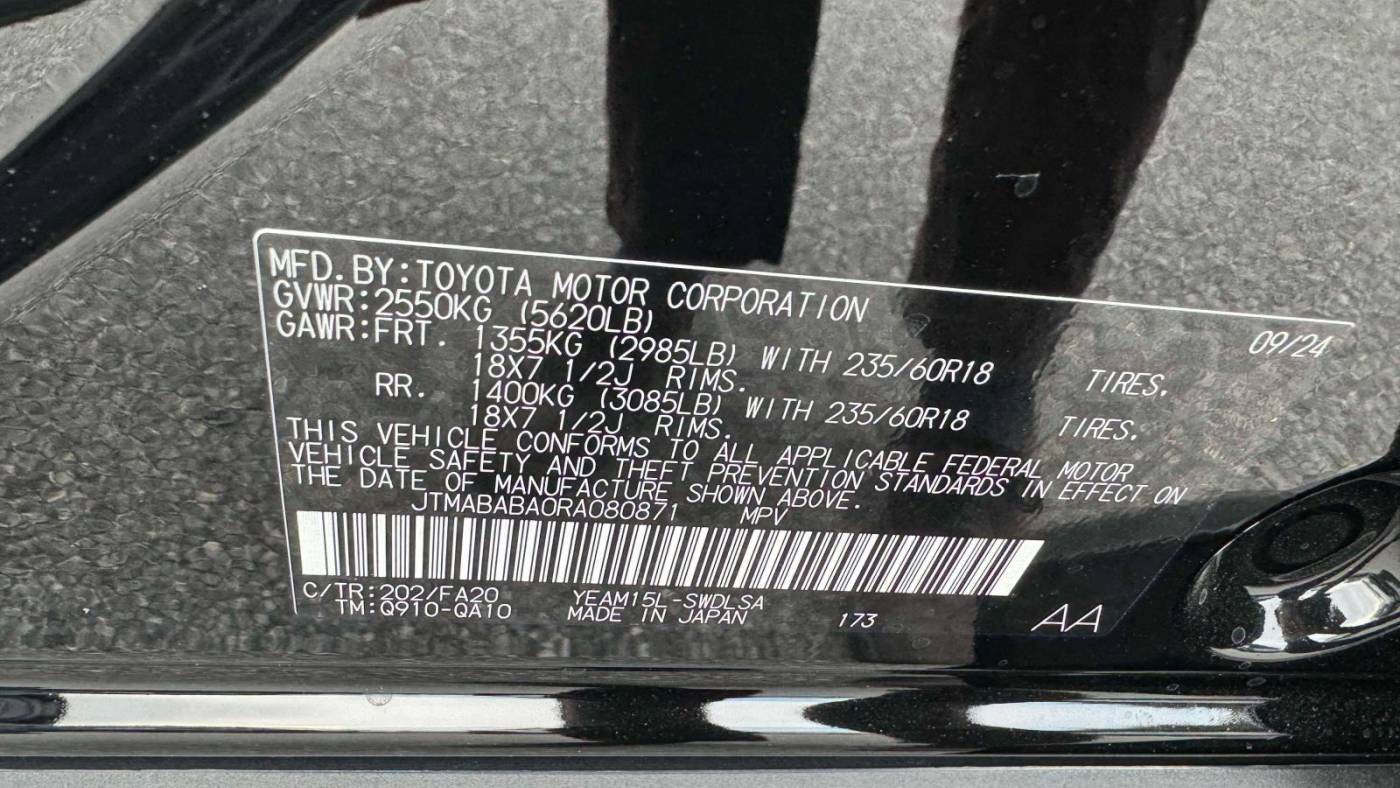 MFD. BY:TOYOTA MOTOR CORPORATION 09/24
GVWR:2550KG (5620LB)
GAWR:FRT. 1355KG (2985LB) WITH 235/60R18 TIRES.
18X7 1/2J RIMS.
RR. 1400KG (3085LB) WITH 235/60R18 TIRES.
18X7 1/2J RIMS.
THIS VEHICLE CONFORMS TO ALL APPLICABLE FEDERAL MOTOR
VEHICLE SAFETY AND THEFT PREVENTION STANDARDS IN EFFECT ON
THE DATE OF MANUFACTURE SHOWN ABOVE.
JTMABABA0RA080871 MPV
C/TR:202/FA20 YEAM15L-SWDLSA
TM:Q910-QA10 MADE IN JAPAN 173 AA